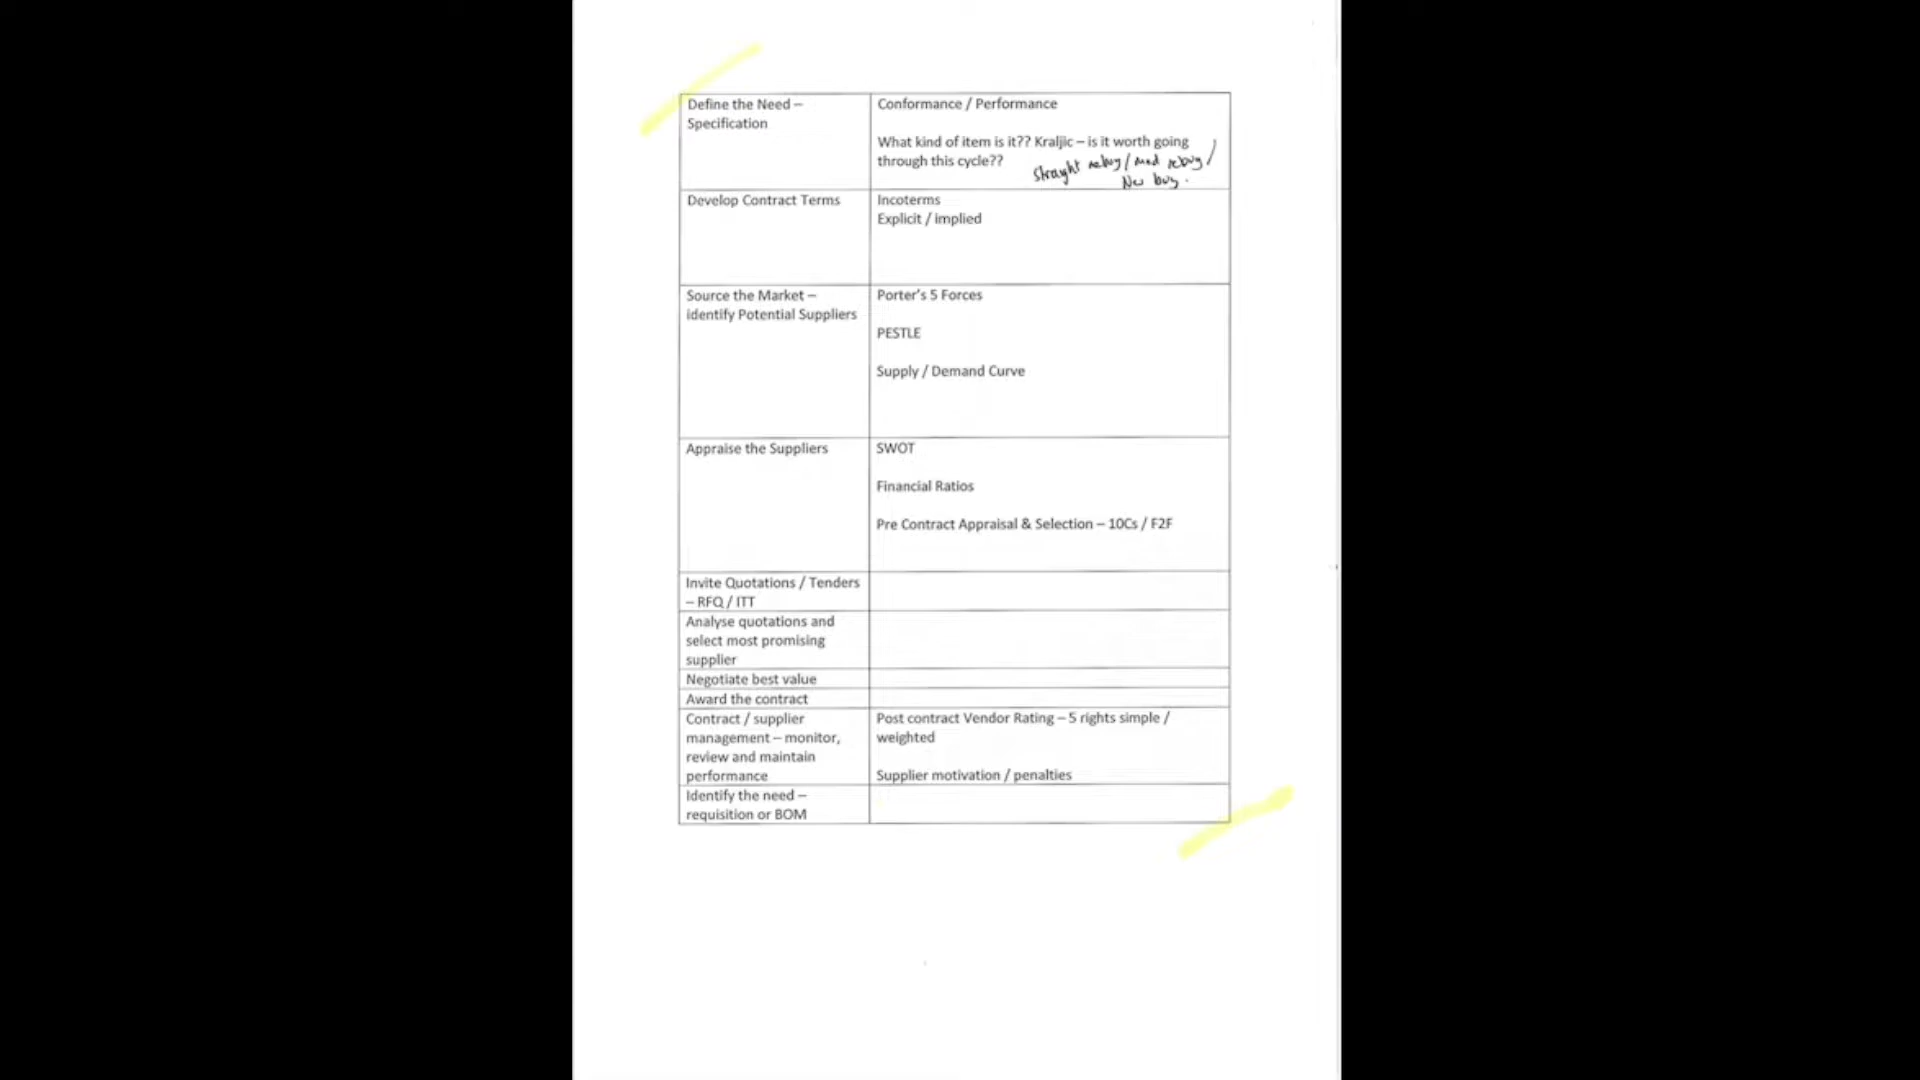 Define the Need –
Specification
Conformance / Performance
What kind of item is it?? Kraljic – is it worth going
through this cycle??
Straight rebuy / mod rebuy /
New buy.
Develop Contract Terms
Incoterms
Explicit / implied
Source the Market –
identify Potential Suppliers
Porter's 5 Forces
PESTLE
Supply / Demand Curve
Appraise the Suppliers
SWOT
Financial Ratios
Pre Contract Appraisal & Selection – 10Cs / F2F
Invite Quotations / Tenders
– RFQ / ITT
Analyse quotations and
select most promising
supplier
Negotiate best value
Award the contract
Contract / supplier
management – monitor,
review and maintain
performance
Post contract Vendor Rating – 5 rights simple /
weighted
Supplier motivation / penalties
Identify the need –
requisition or BOM